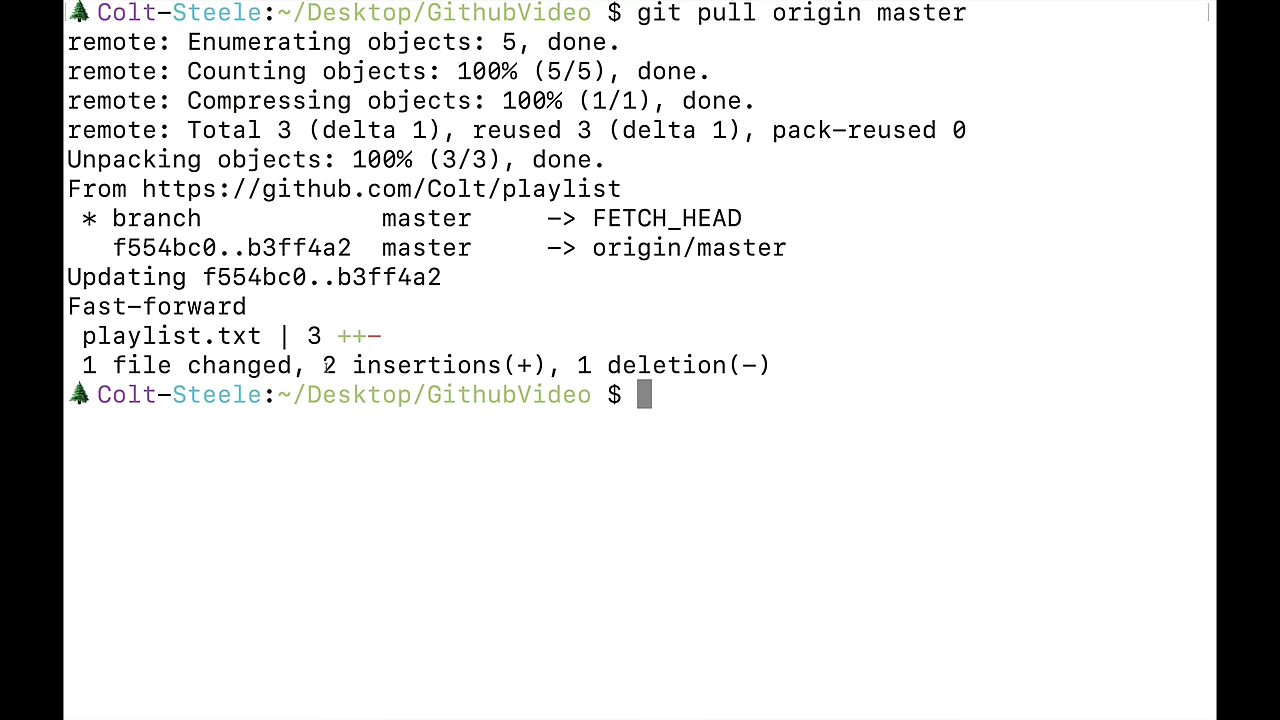 🌲Colt-Steele:~/Desktop/GithubVideo $ git pull origin master
remote: Enumerating objects: 5, done.
remote: Counting objects: 100% (5/5), done.
remote: Compressing objects: 100% (1/1), done.
remote: Total 3 (delta 1), reused 3 (delta 1), pack-reused 0
Unpacking objects: 100% (3/3), done.
From https://github.com/Colt/playlist
 * branch            master     -> FETCH_HEAD
   f554bc0..b3ff4a2  master     -> origin/master
Updating f554bc0..b3ff4a2
Fast-forward
 playlist.txt | 3 ++-
 1 file changed, 2 insertions(+), 1 deletion(-)
🌲Colt-Steele:~/Desktop/GithubVideo $